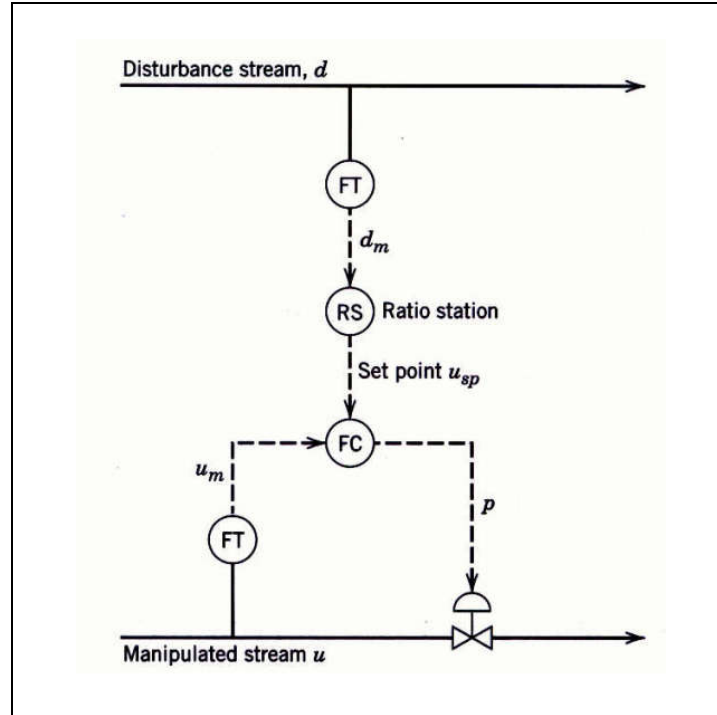 Disturbance stream, d
FT
d_m
RS Ratio station
Set point u_sp
FC
u_m
p
FT
Manipulated stream u